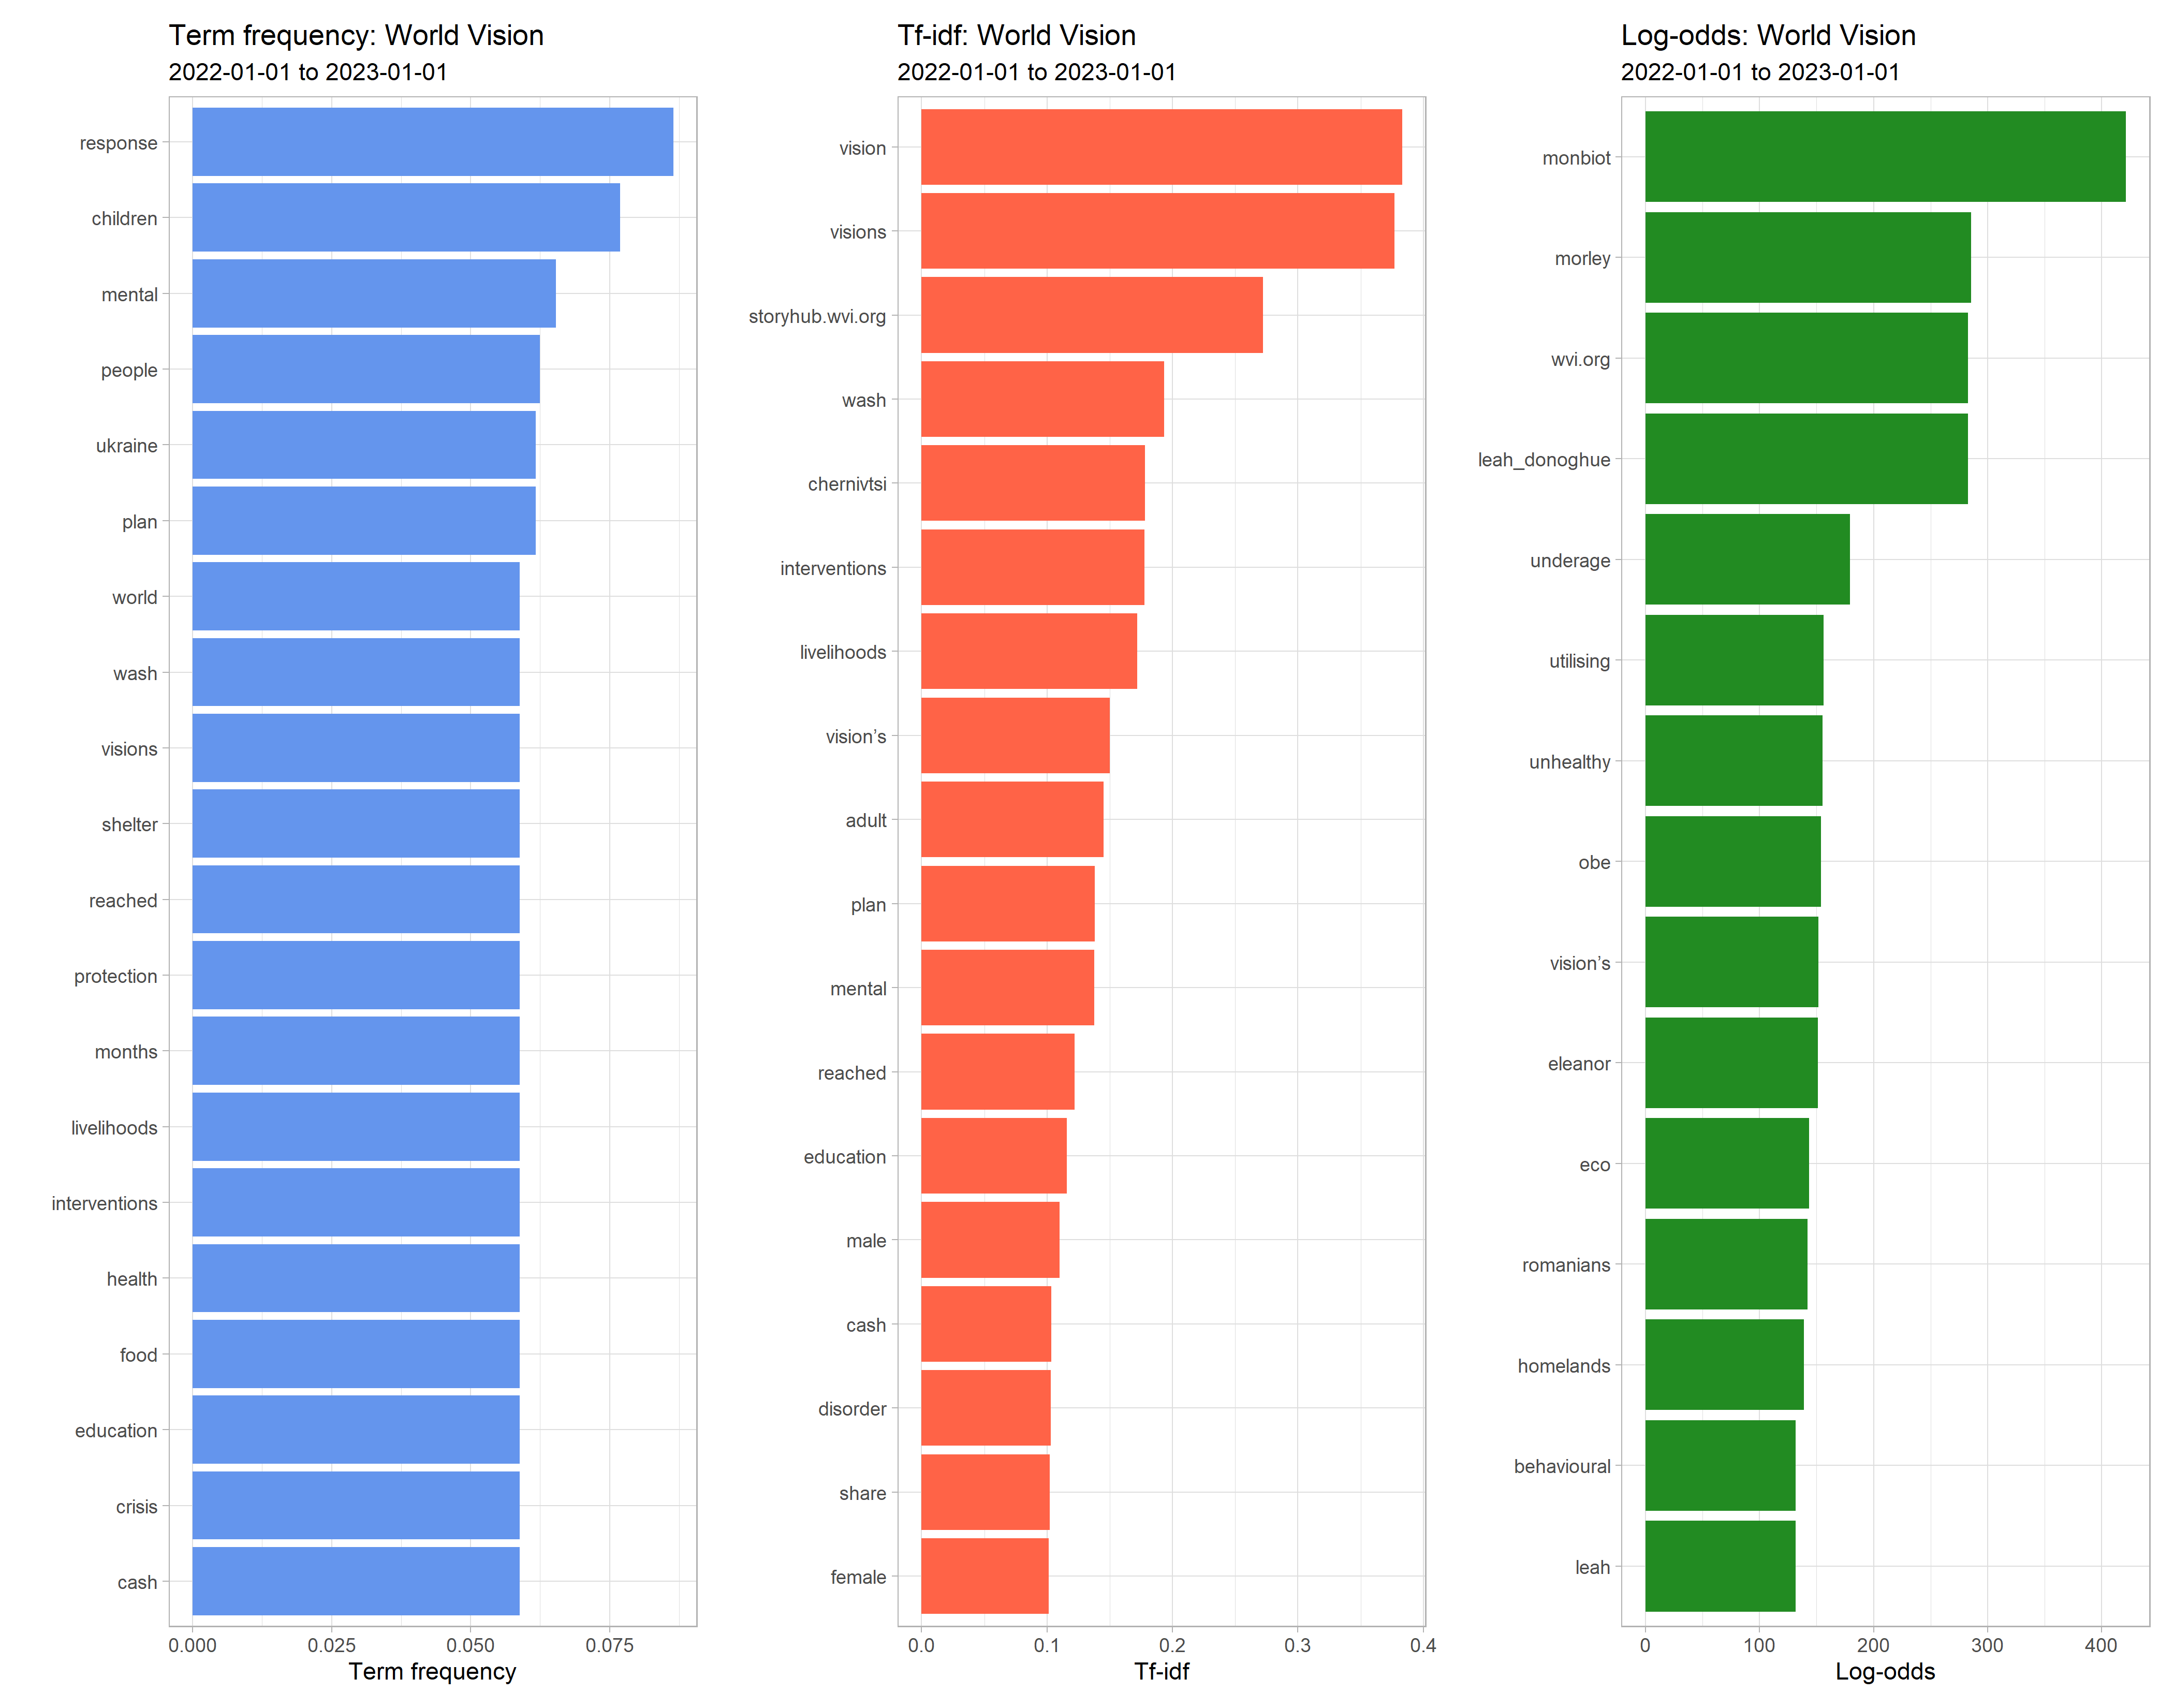 Term frequency: World Vision
2022-01-01 to 2023-01-01
response
children
mental
people
ukraine
plan
world
wash
visions
shelter
reached
protection
months
livelihoods
interventions
health
food
education
crisis
cash
0.000 0.025 0.050 0.075
Term frequency
Tf-idf: World Vision
2022-01-01 to 2023-01-01
vision
visions
storyhub.wvi.org
wash
chernivtsi
interventions
livelihoods
vision’s
adult
plan
mental
reached
education
male
cash
disorder
share
female
0.0 0.1 0.2 0.3 0.4
Tf-idf
Log-odds: World Vision
2022-01-01 to 2023-01-01
monbiot
morley
wvi.org
leah_donoghue
underage
utilising
unhealthy
obe
vision’s
eleanor
eco
romanians
homelands
behavioural
leah
0 100 200 300 400
Log-odds